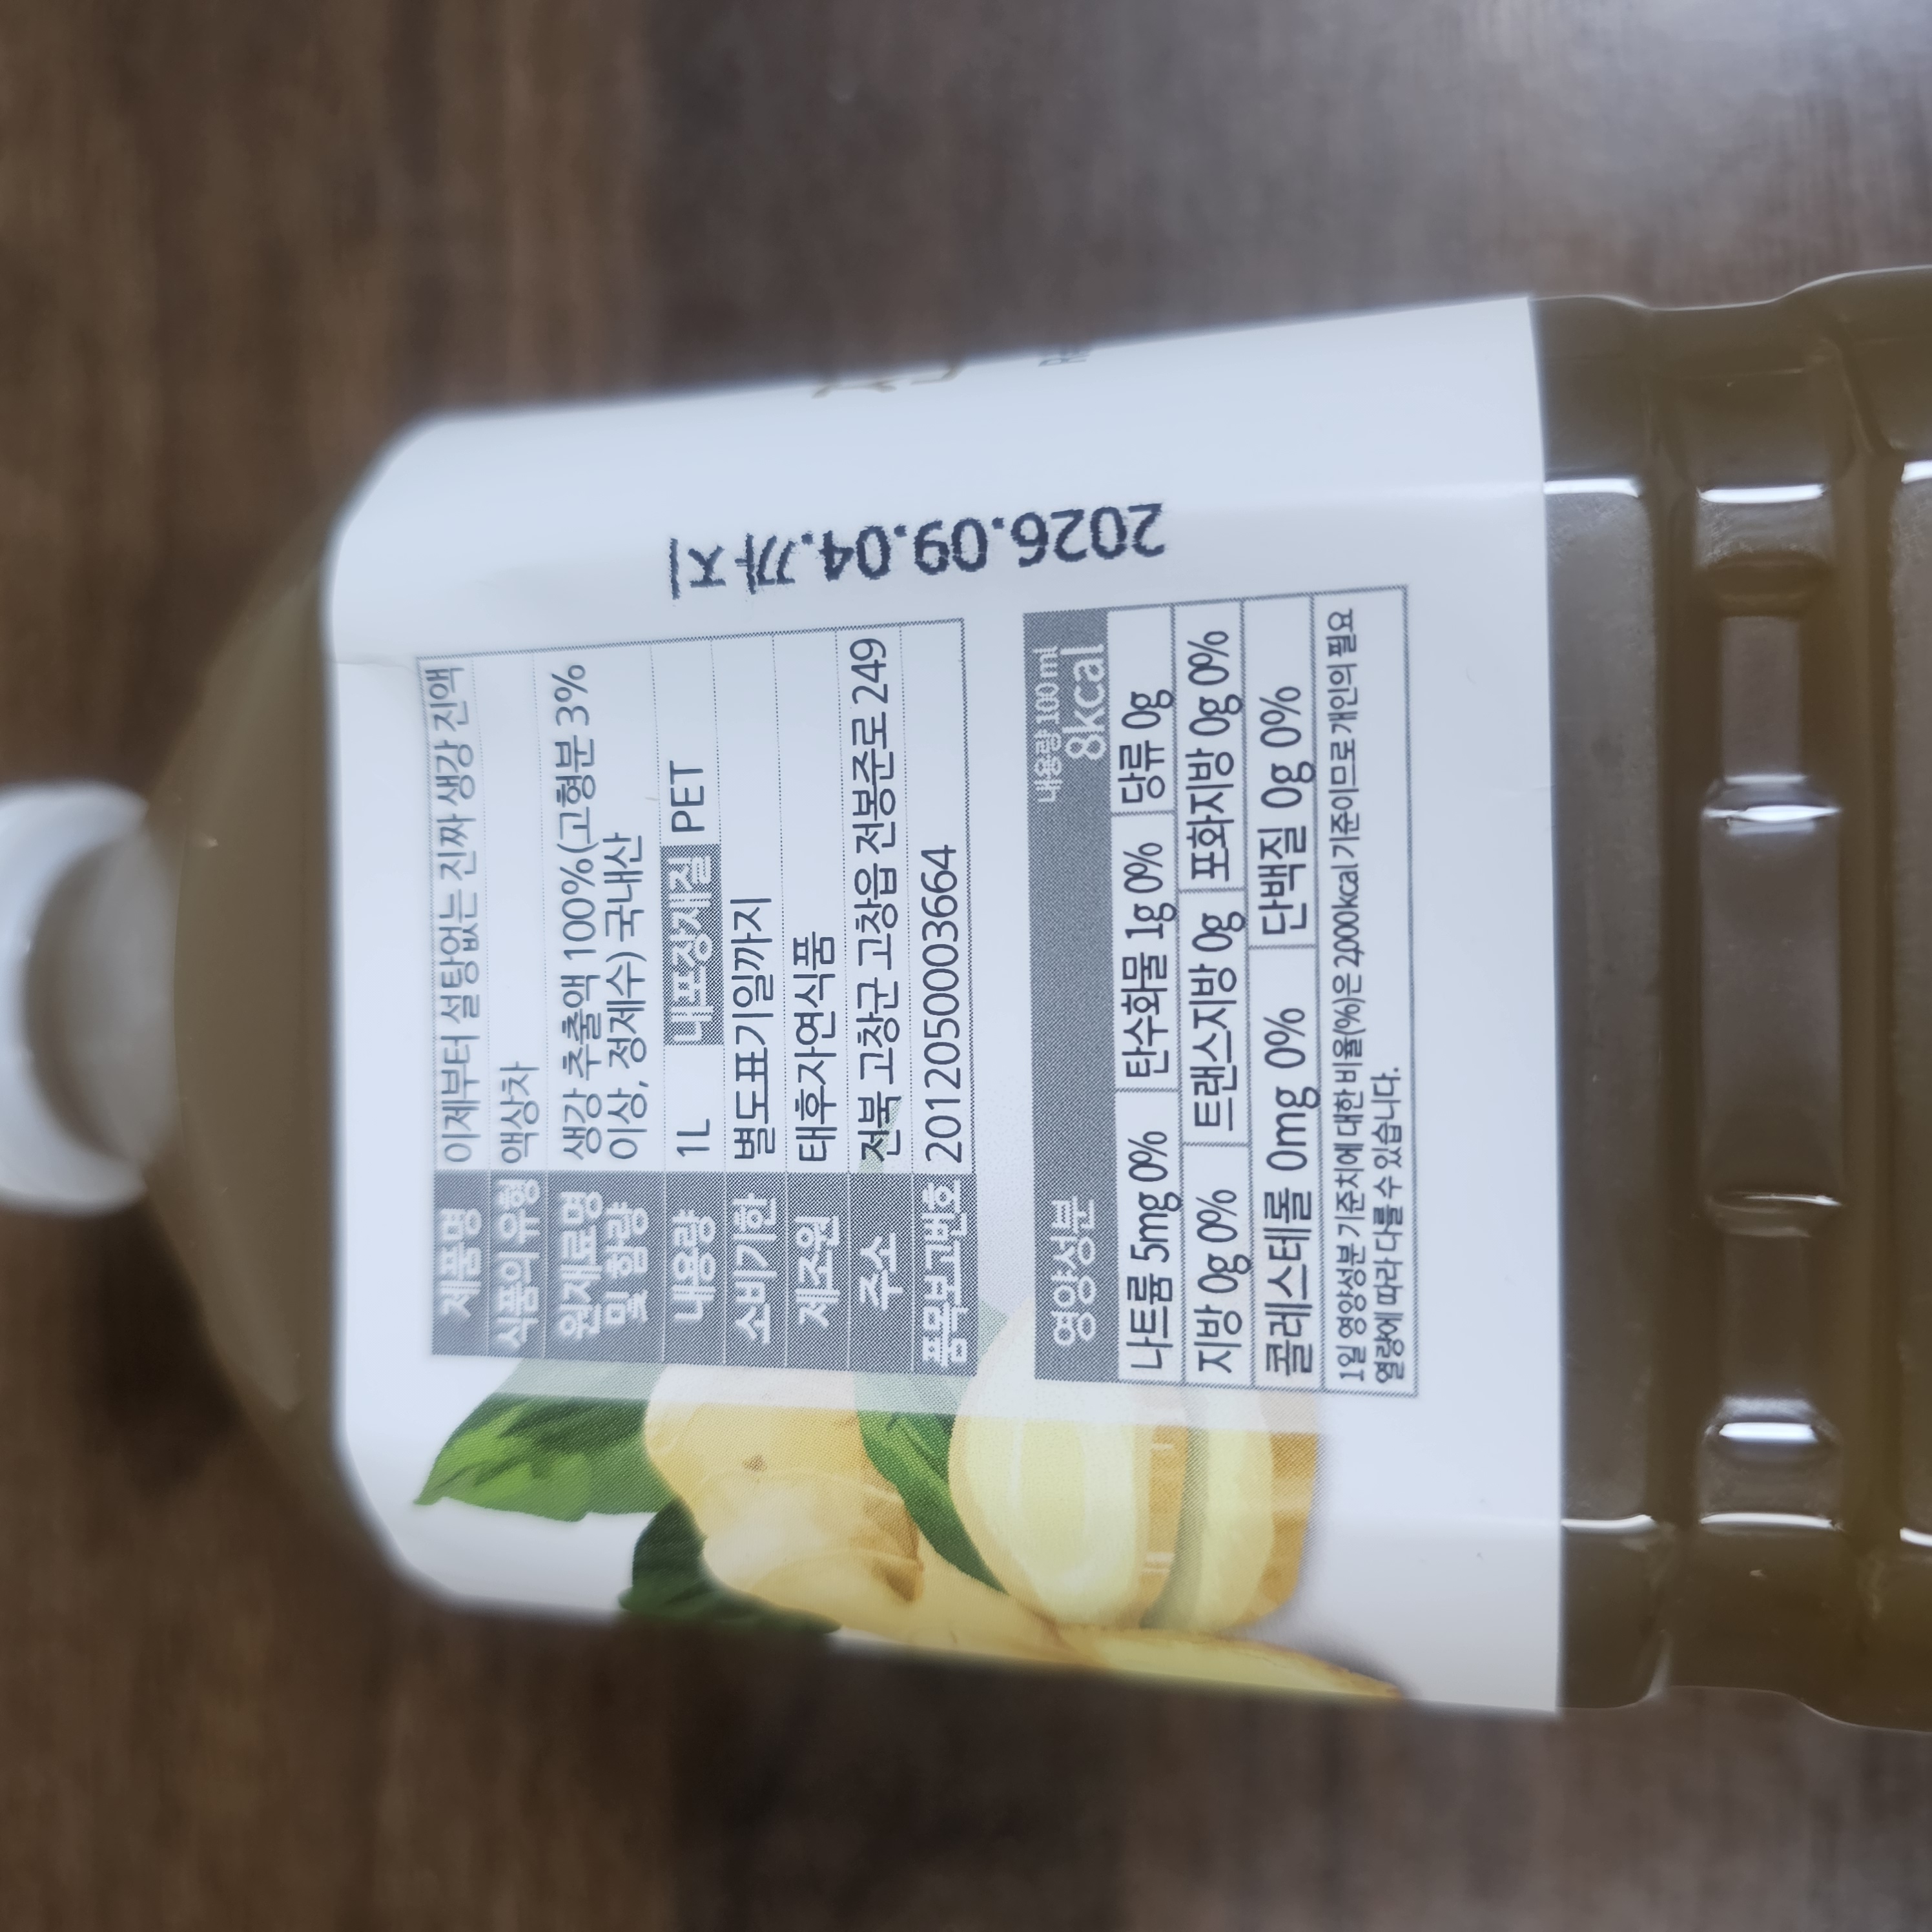 제품명 이제부터 설탕없는 진짜 생강 진액
식품의 유형 액상차
원재료명 생강 추출액 100%(고형분 3%
및 함량 이상, 정제수) 국내산
내용량 1L 내포장재질 PET
소비기한 별도표기일까지
제조원 태후자연식품
주소 전북 고창군 고창읍 전봉준로 249
품목보고번호 20120500003664
영양성분 내용량 100ml
8kcal
나트륨 5mg 0% 탄수화물 1g 0% 당류 0g
지방 0g 0% 트랜스지방 0g 포화지방 0g 0%
콜레스테롤 0mg 0% 단백질 0g 0%
1일 영양성분 기준치에 대한 비율(%)은 2,000kcal 기준이므로 개인의 필요
열량에 따라 다를 수 있습니다.
2026.09.04.까지